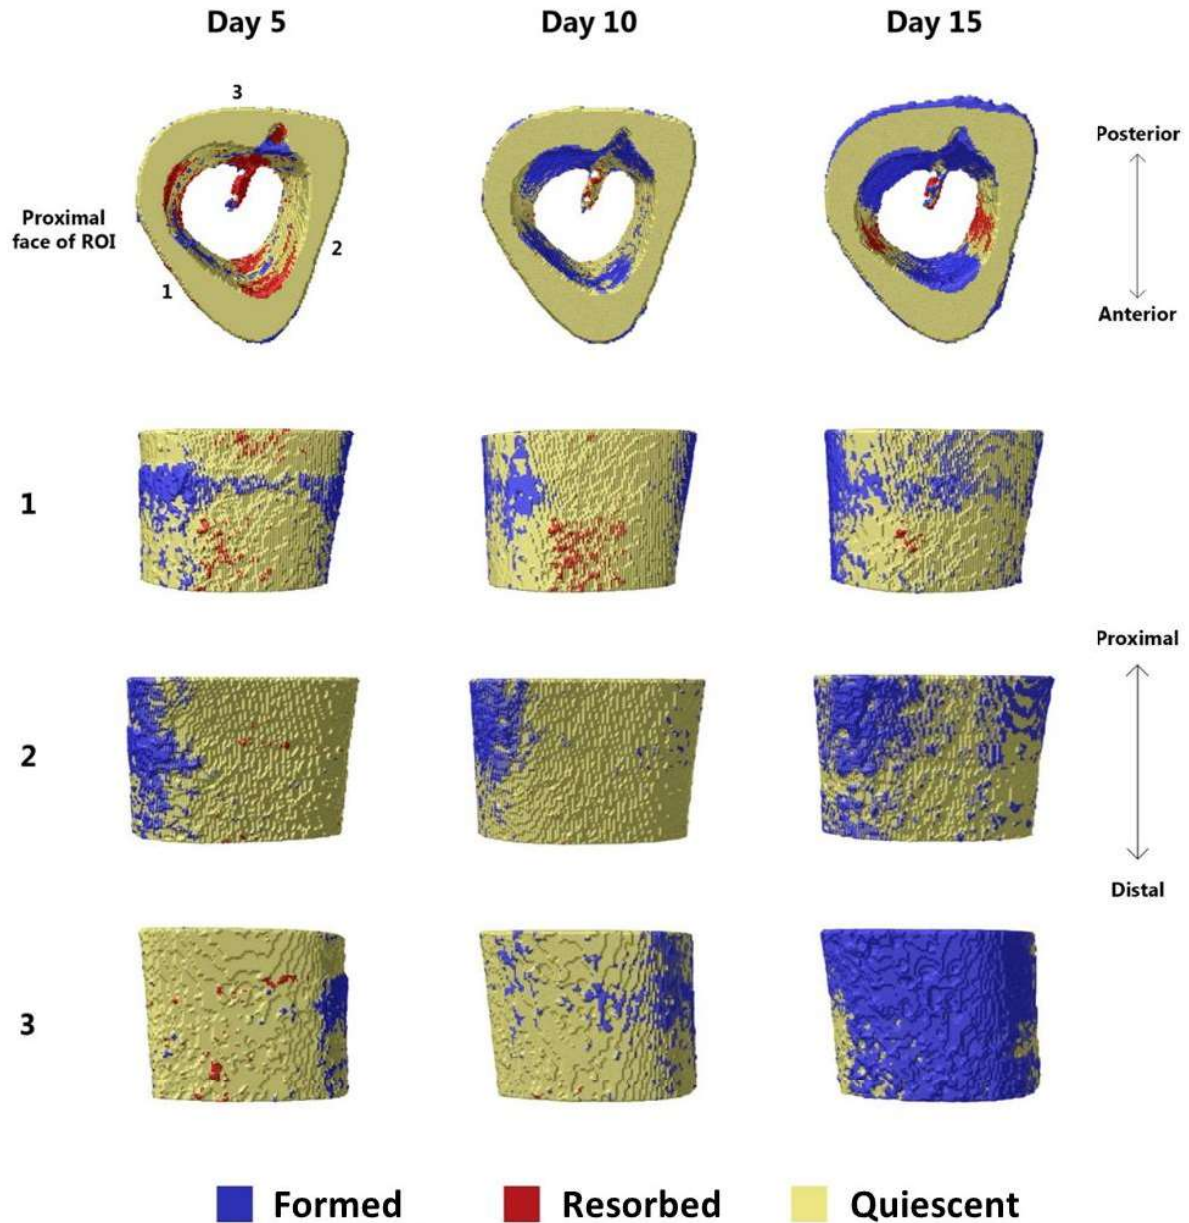 Day 5 Day 10 Day 15
3
Posterior
Proximal
face of ROI
2
1
Anterior
1
Proximal
2
Distal
3
Formed Resorbed Quiescent